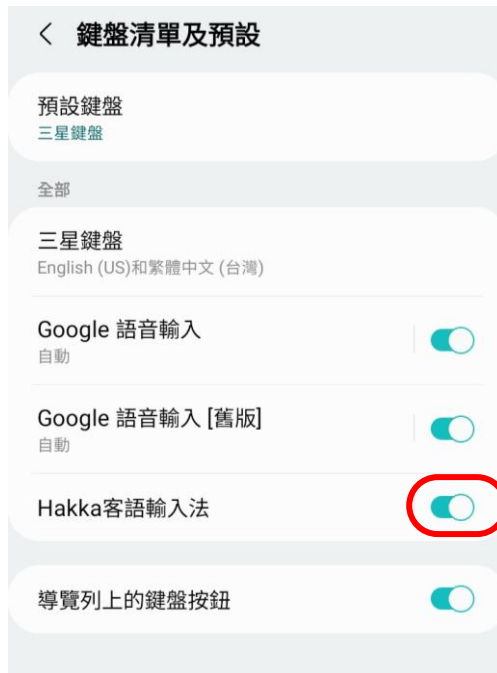 鍵盤清單及預設
預設鍵盤
三星鍵盤
全部
三星鍵盤
English (US)和繁體中文 (台灣)
Google 語音輸入
自動
Google 語音輸入 [舊版]
自動
Hakka客語輸入法
導覽列上的鍵盤按鈕